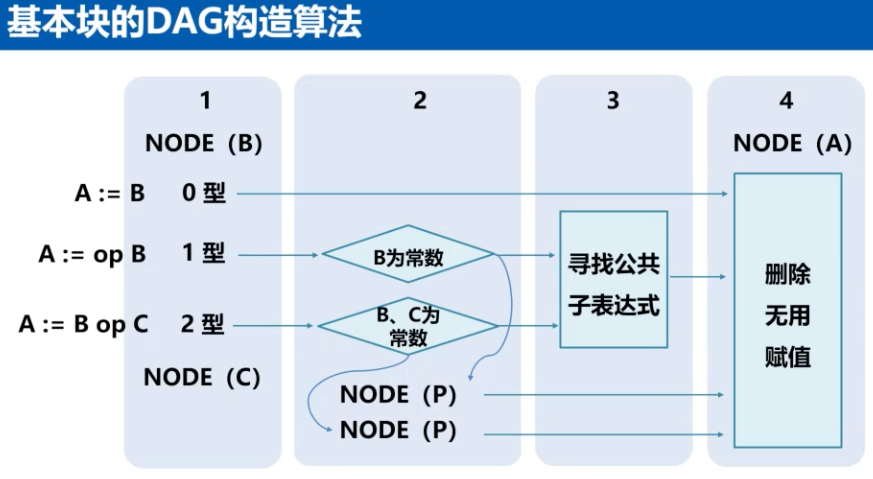 基本块的DAG构造算法
1
2
3
4
NODE（B）
NODE（A）
A := B 0 型
A := op B 1 型
B为常数
寻找公共
子表达式
删除
无用
赋值
A := B op C 2 型
B、C为
常数
NODE（C）
NODE（P）
NODE（P）